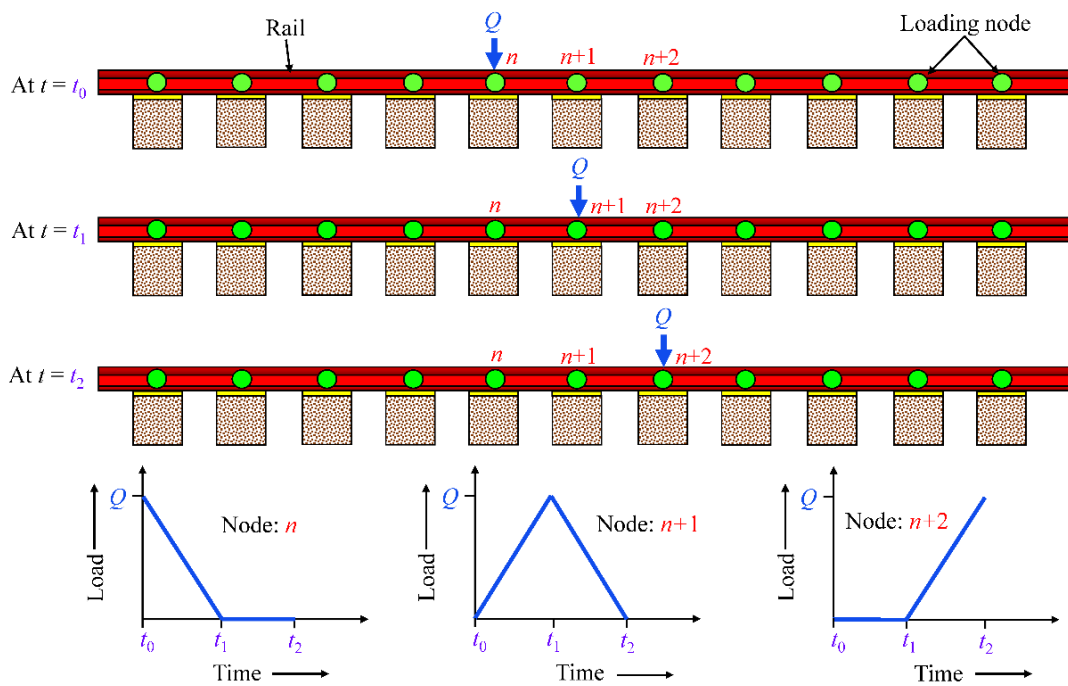 Rail
Q
Loading node
n n+1 n+2
At t = t0
Q
n n+1 n+2
At t = t1
Q
n n+1 n+2
At t = t2
Q
Load
Node: n
t0 t1 t2
Time
Q
Load
Node: n+1
t0 t1 t2
Time
Q
Load
Node: n+2
t0 t1 t2
Time